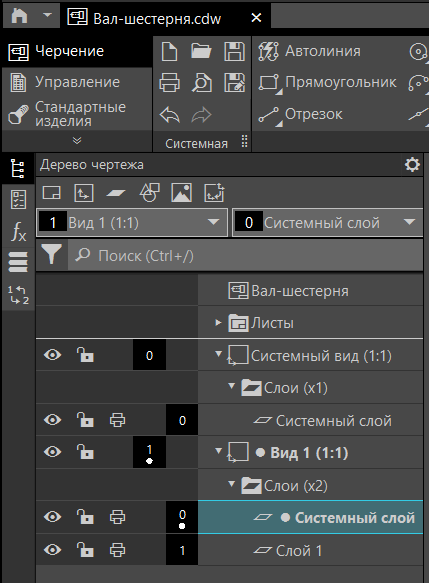 Вал-шестерня.cdw
Черчение
Автолиния
Управление
Прямоугольник
Стандартные
изделия
Отрезок
Системная
Дерево чертежа
1 Вид 1 (1:1)
0 Системный слой
Поиск (Ctrl+/)
Вал-шестерня
Листы
0 Системный вид (1:1)
Слои (x1)
0 Системный слой
1 Вид 1 (1:1)
Слои (x2)
0 Системный слой
1 Слой 1